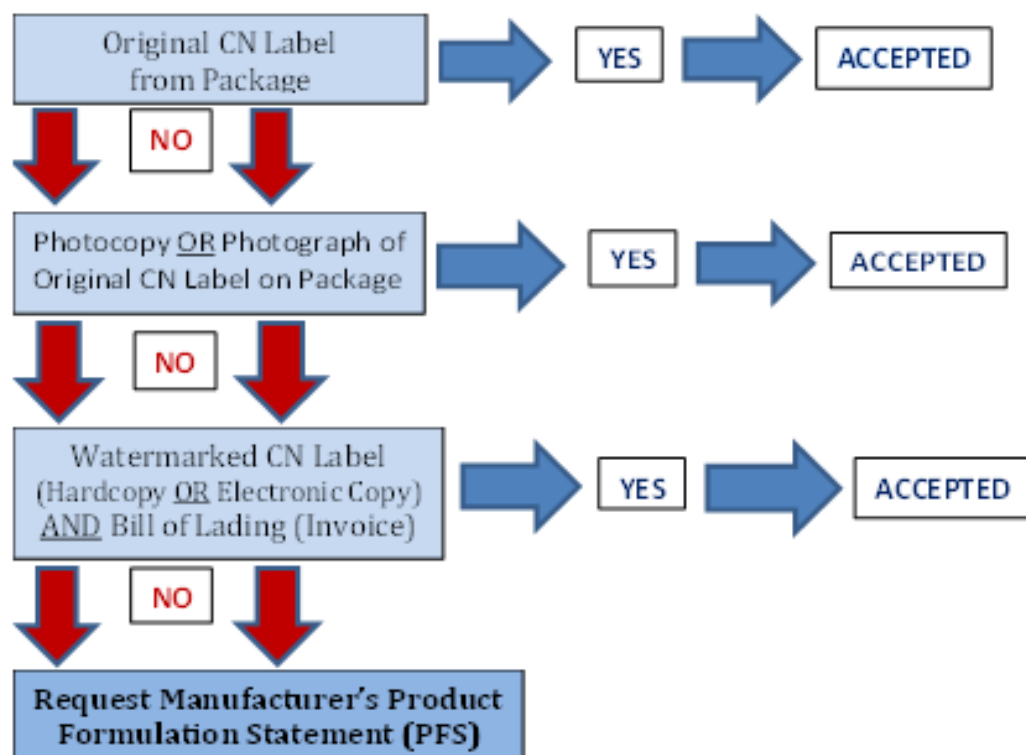 Original CN Label
from Package
YES
ACCEPTED
NO
Photocopy OR Photograph of
Original CN Label on Package
YES
ACCEPTED
NO
Watermarked CN Label
(Hardcopy OR Electronic Copy)
AND Bill of Lading (Invoice)
YES
ACCEPTED
NO
Request Manufacturer's Product
Formulation Statement (PFS)